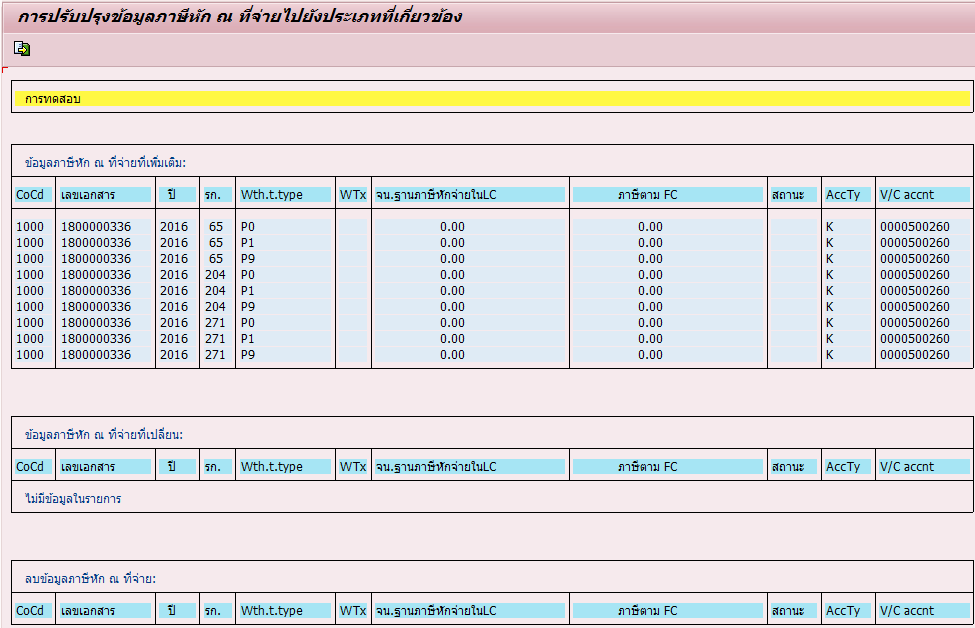 การปรับปรุงข้อมูลภาษีหัก ณ ที่จ่ายไปยังประเภทที่เกี่ยวข้อง
การทดสอบ
ข้อมูลภาษีหัก ณ ที่จ่ายที่เพิ่มเติม:
CoCd เลขเอกสาร ปี รก. Wth.t.type WTx จน.ฐานภาษีหักจ่ายในLC ภาษีตาม FC สถานะ AccTy V/C accnt
1000 1800000336 2016 65 P0 0.00 0.00 K 0000500260
1000 1800000336 2016 65 P1 0.00 0.00 K 0000500260
1000 1800000336 2016 65 P9 0.00 0.00 K 0000500260
1000 1800000336 2016 204 P0 0.00 0.00 K 0000500260
1000 1800000336 2016 204 P1 0.00 0.00 K 0000500260
1000 1800000336 2016 204 P9 0.00 0.00 K 0000500260
1000 1800000336 2016 271 P0 0.00 0.00 K 0000500260
1000 1800000336 2016 271 P1 0.00 0.00 K 0000500260
1000 1800000336 2016 271 P9 0.00 0.00 K 0000500260
ข้อมูลภาษีหัก ณ ที่จ่ายที่เปลี่ยน:
CoCd เลขเอกสาร ปี รก. Wth.t.type WTx จน.ฐานภาษีหักจ่ายในLC ภาษีตาม FC สถานะ AccTy V/C accnt
ไม่มีข้อมูลในรายการ
ลบข้อมูลภาษีหัก ณ ที่จ่าย:
CoCd เลขเอกสาร ปี รก. Wth.t.type WTx จน.ฐานภาษีหักจ่ายในLC ภาษีตาม FC สถานะ AccTy V/C accnt